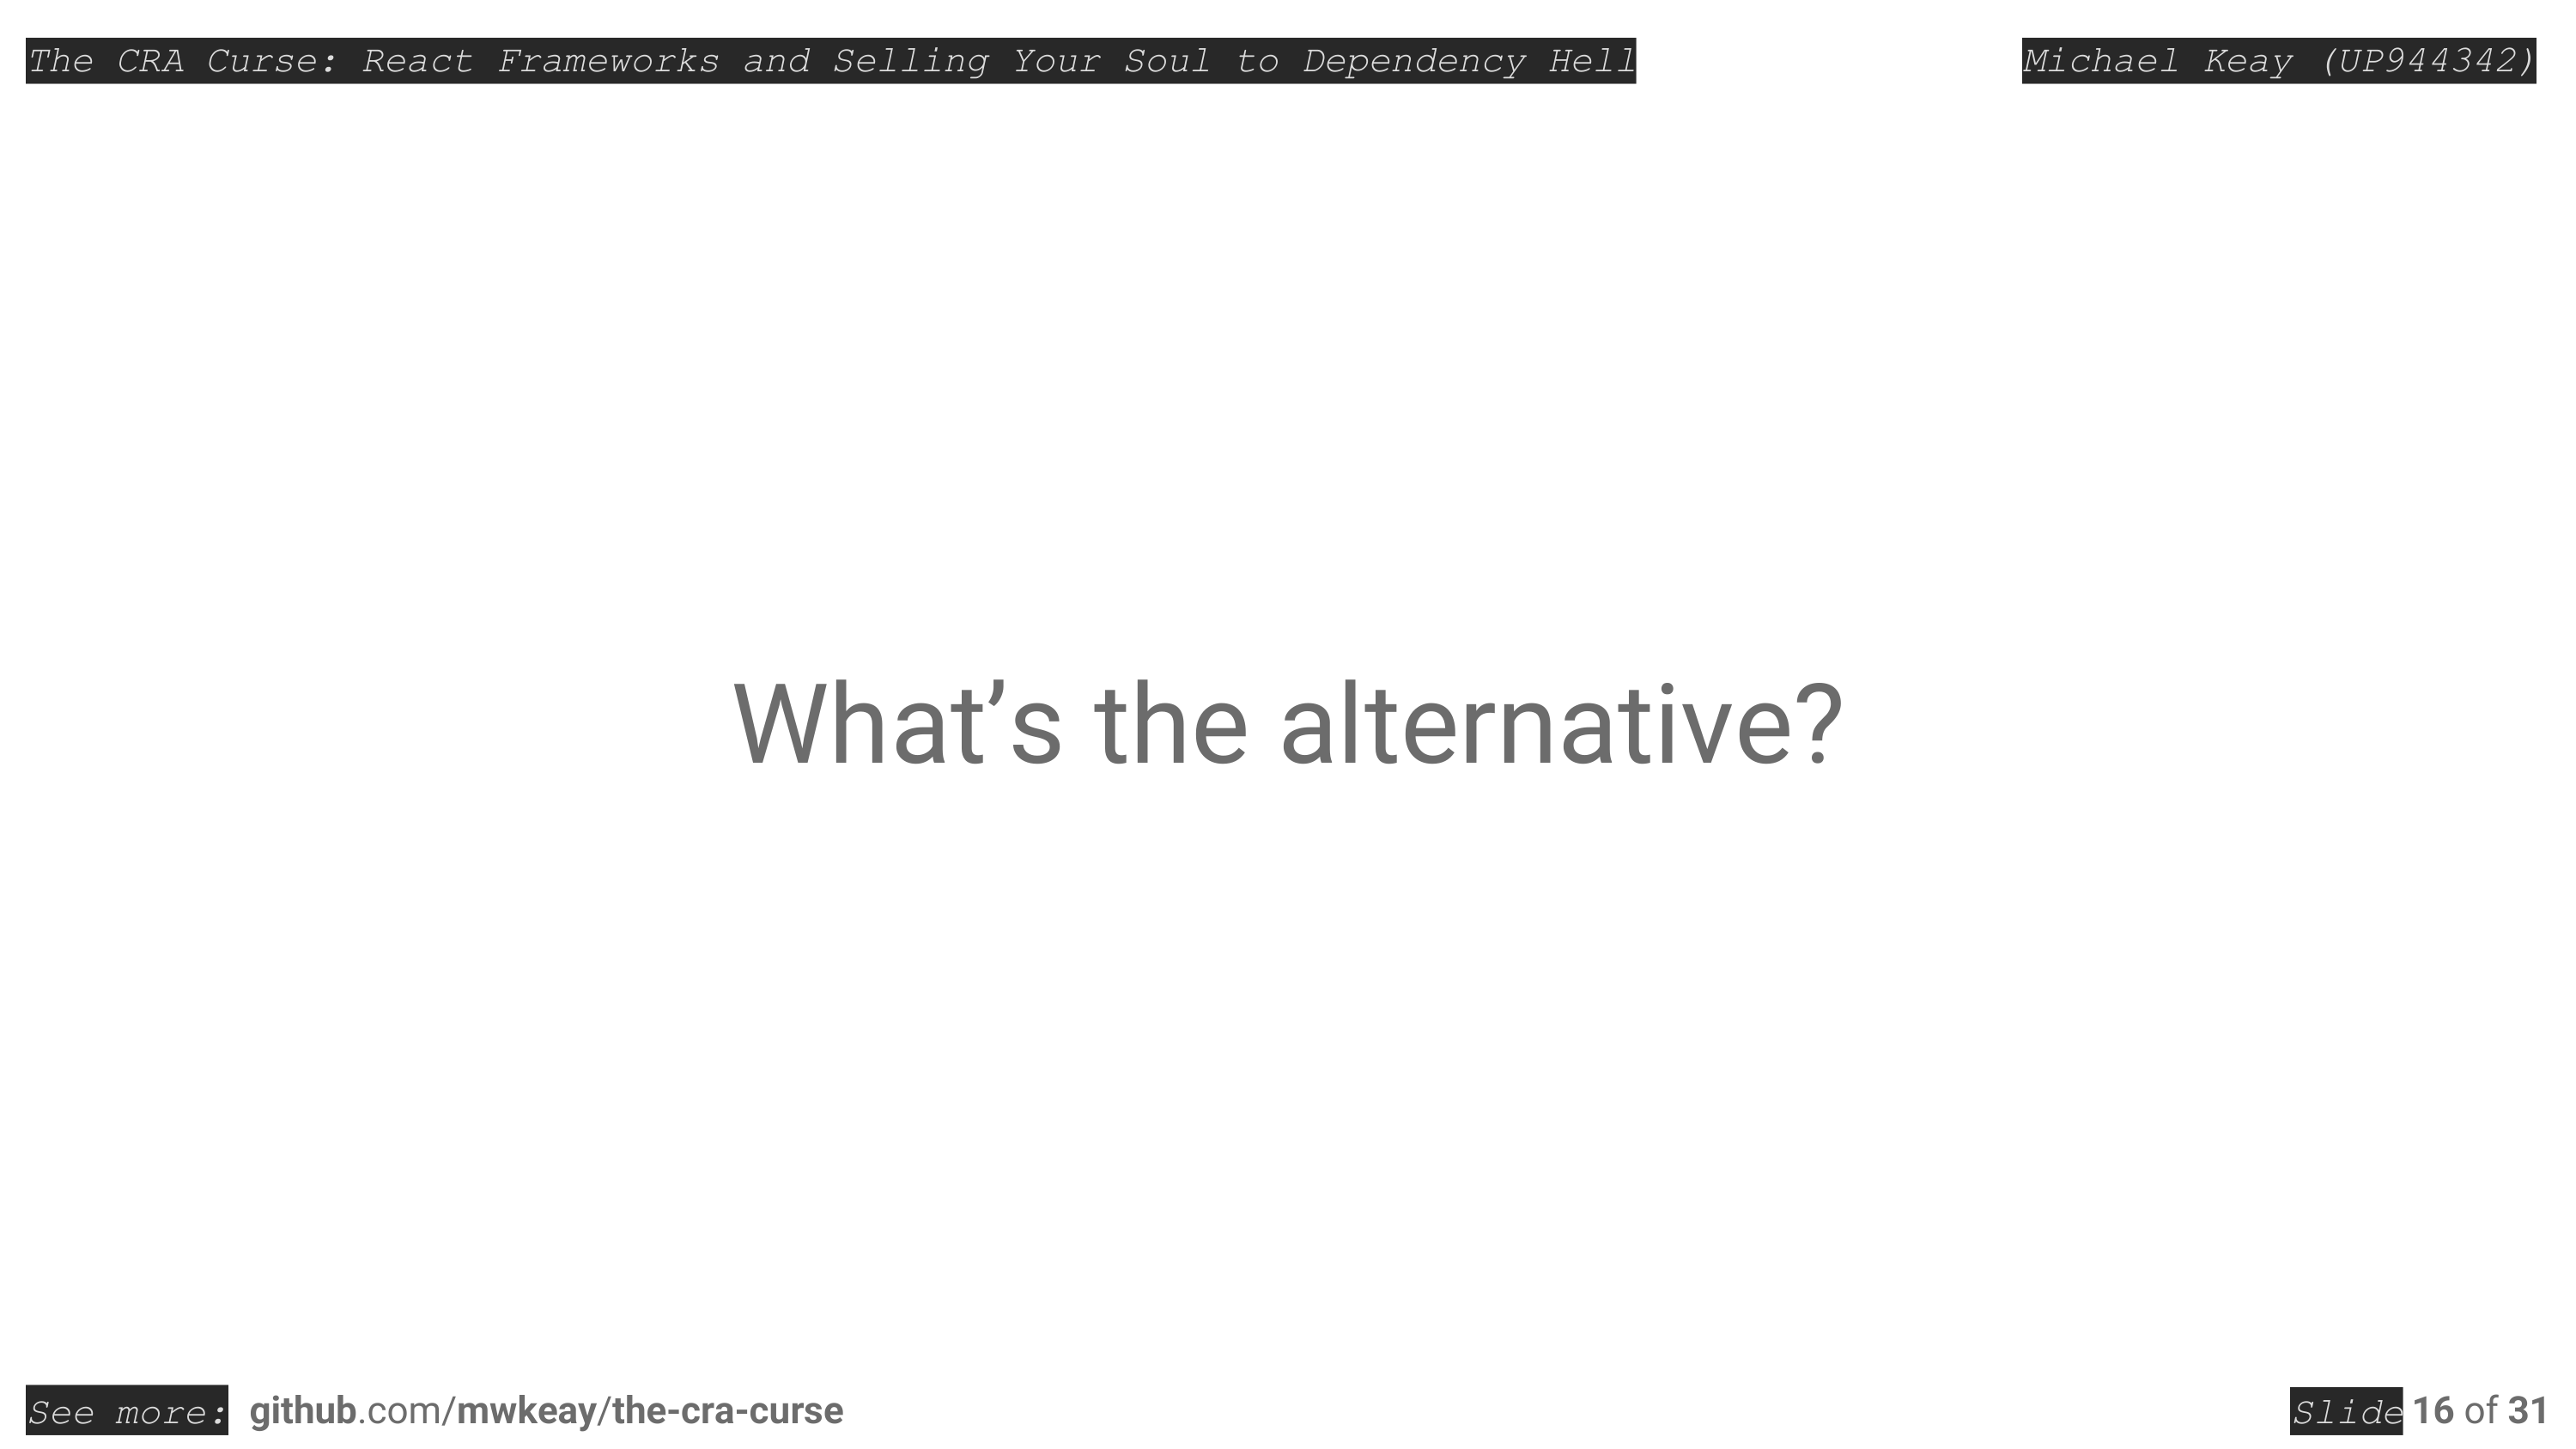 The CRA Curse: React Frameworks and Selling Your Soul to Dependency Hell
Michael Keay (UP944342)
What’s the alternative?
See more: github.com/mwkeay/the-cra-curse
Slide 16 of 31